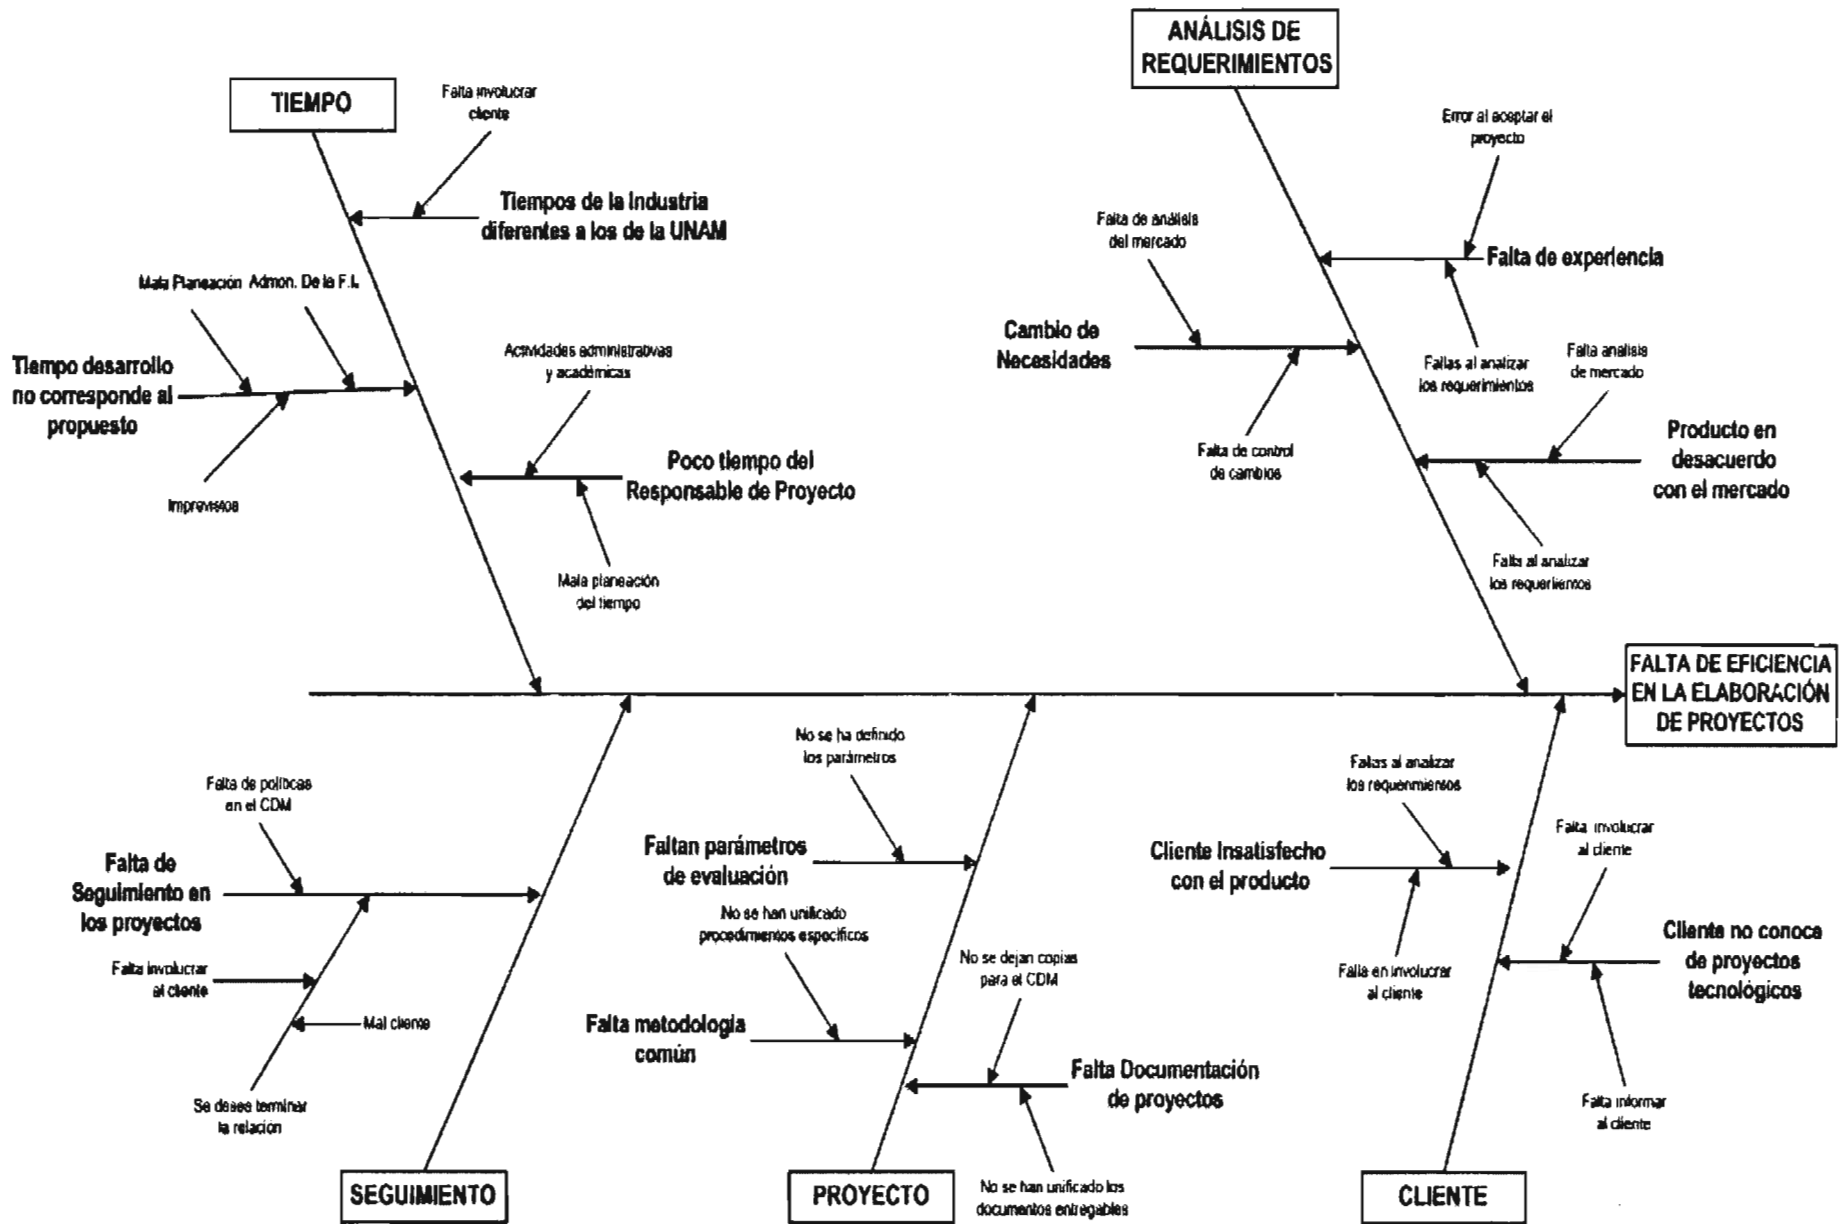 ANÁLISIS DE
REQUERIMIENTOS
TIEMPO
Falta involucrar
cliente
Error al aceptar el
proyecto
Tiempos de la Industria
diferentes a los de la UNAM
Falta de análisis
del mercado
Falta de experiencia
Mala Planeación Admon. De la F.I.
Cambio de
Necesidades
Actividades administrativas
y académicas
Tiempo desarrollo
no corresponde al
propuesto
Fallas al analizar
los requerimientos
Falta análisis
de mercado
Falta de control
de cambios
Producto en
desacuerdo
con el mercado
Poco tiempo del
Responsable de Proyecto
Imprevistos
Mala planeación
del tiempo
Falta al analizar
los requerlientos
FALTA DE EFICIENCIA
EN LA ELABORACIÓN
DE PROYECTOS
No se ha definido
los parámetros
Fallas al analizar
los requerimientos
Falta de políticas
en el CDM
Falta involucrar
al cliente
Falta de
Seguimiento en
los proyectos
Faltan parámetros
de evaluación
Cliente Insatisfecho
con el producto
No se han unificado
procedimientos específicos
No se dejan copias
para el CDM
Cliente no conoce
de proyectos
tecnológicos
Falta involucrar
al cliente
Falla en involucrar
al cliente
Mal cliente
Falta metodología
común
Falta Documentación
de proyectos
Se desea terminar
la relación
Falta informar
al cliente
SEGUIMIENTO
PROYECTO
No se han unificado los
documentos entregables
CLIENTE